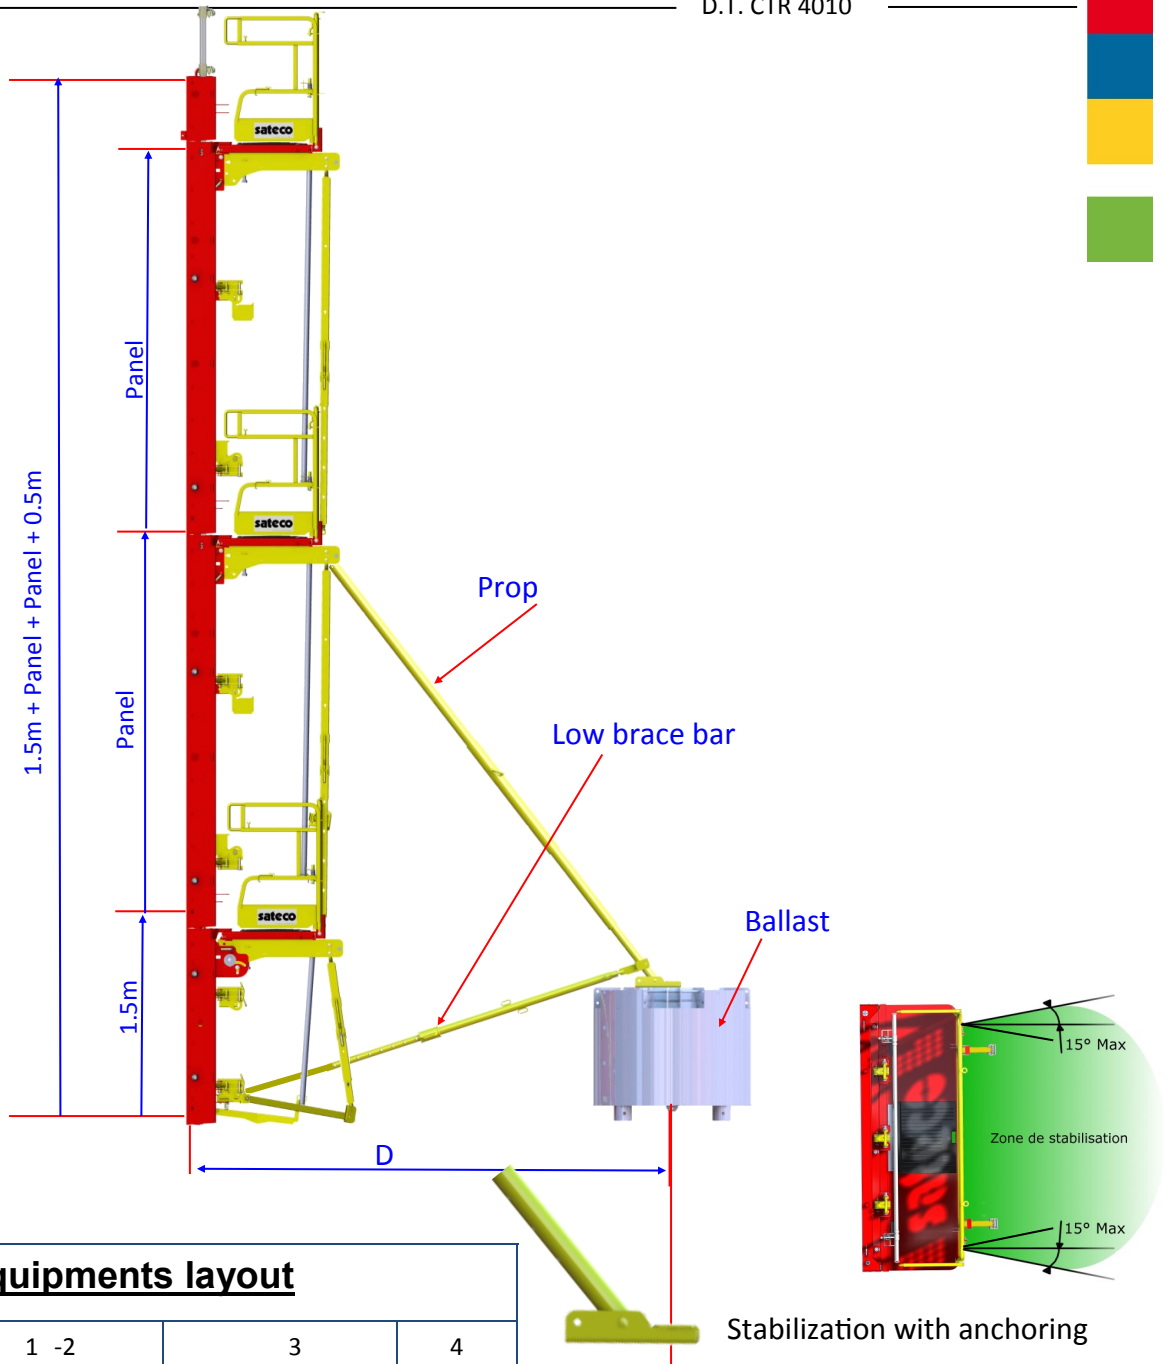 D.T. CTR 4010
sateco
Panel
1.5m + Panel + Panel + 0.5m
sateco
Prop
Panel
Low brace bar
sateco
Ballast
1.5m
15° Max
Zone de stabilisation
D
15° Max
quipments layout
Stabilization with anchoring
1 -2
3
4